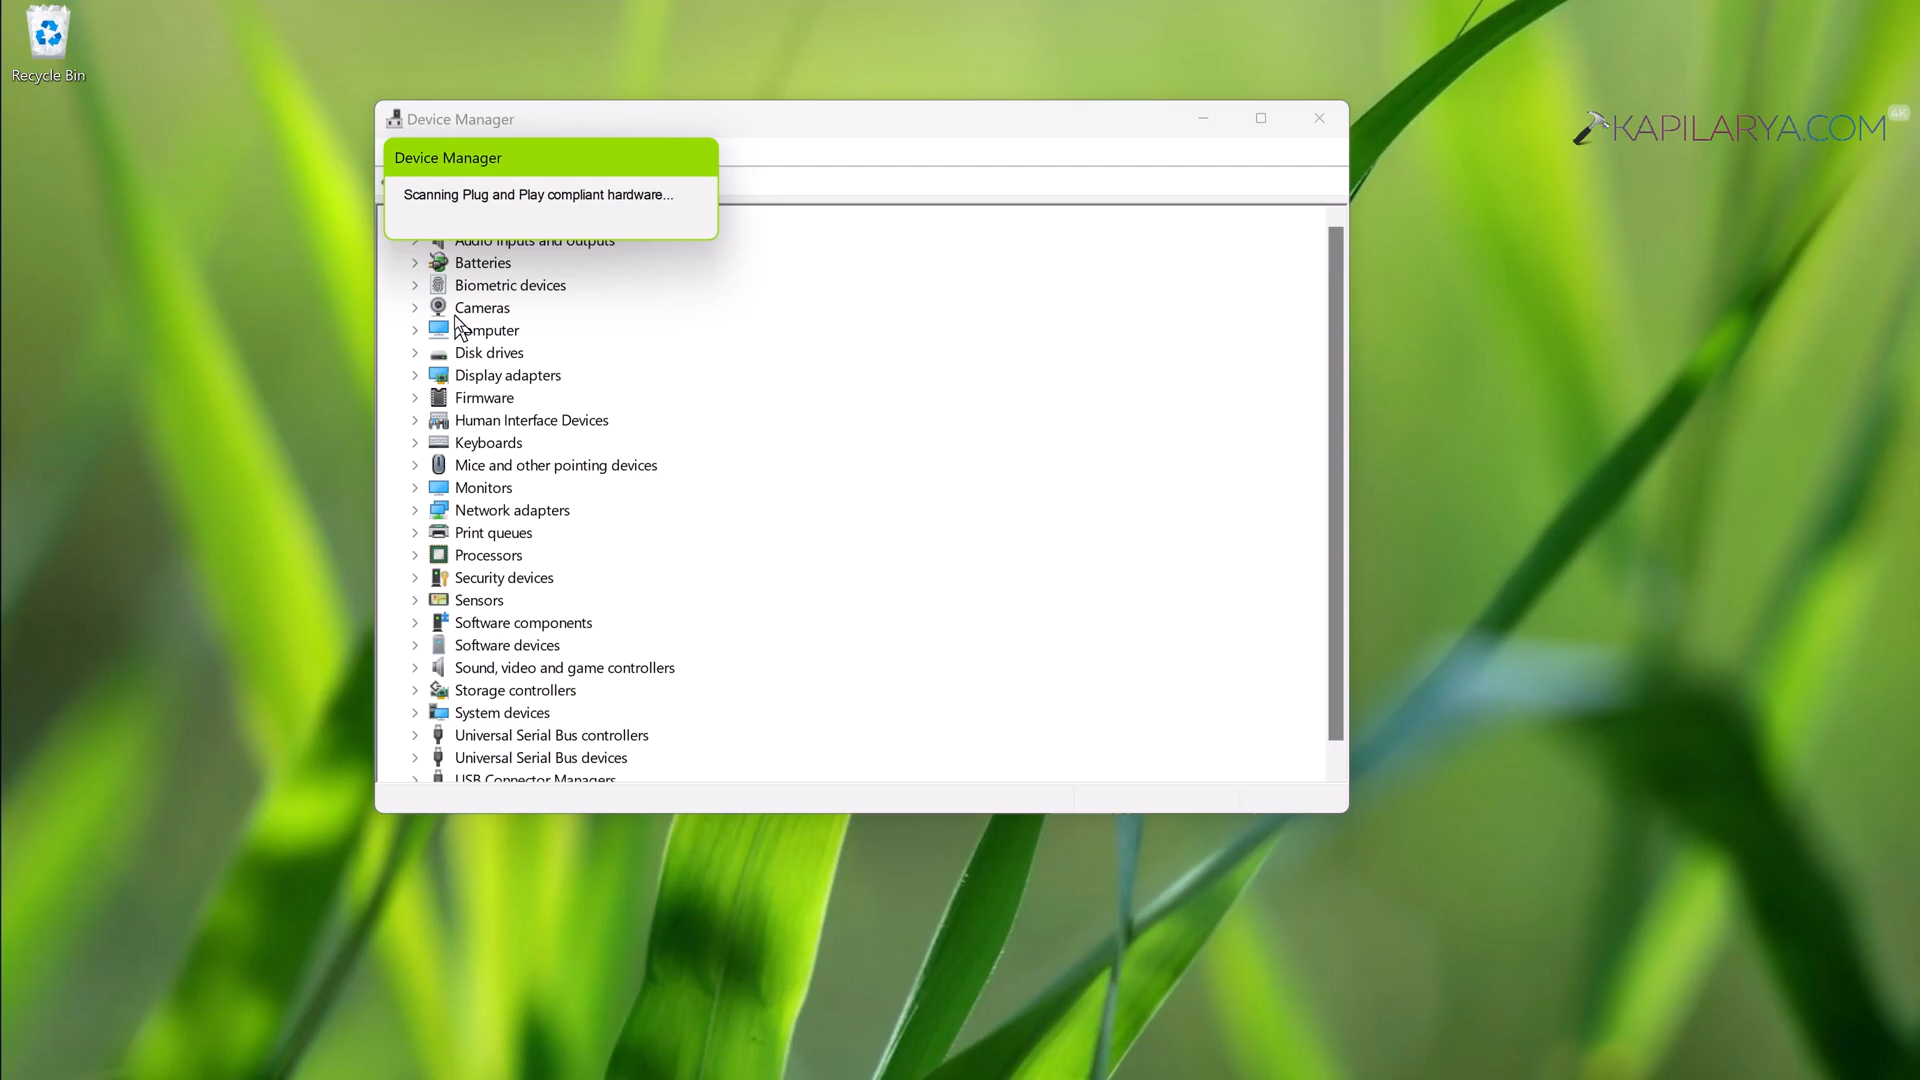 Recycle Bin
KAPILARYA.COM
4K
Device Manager
Device Manager
Scanning Plug and Play compliant hardware...
Audio inputs and outputs
Batteries
Biometric devices
Cameras
Computer
Disk drives
Display adapters
Firmware
Human Interface Devices
Keyboards
Mice and other pointing devices
Monitors
Network adapters
Print queues
Processors
Security devices
Sensors
Software components
Software devices
Sound, video and game controllers
Storage controllers
System devices
Universal Serial Bus controllers
Universal Serial Bus devices
USB Connector Managers